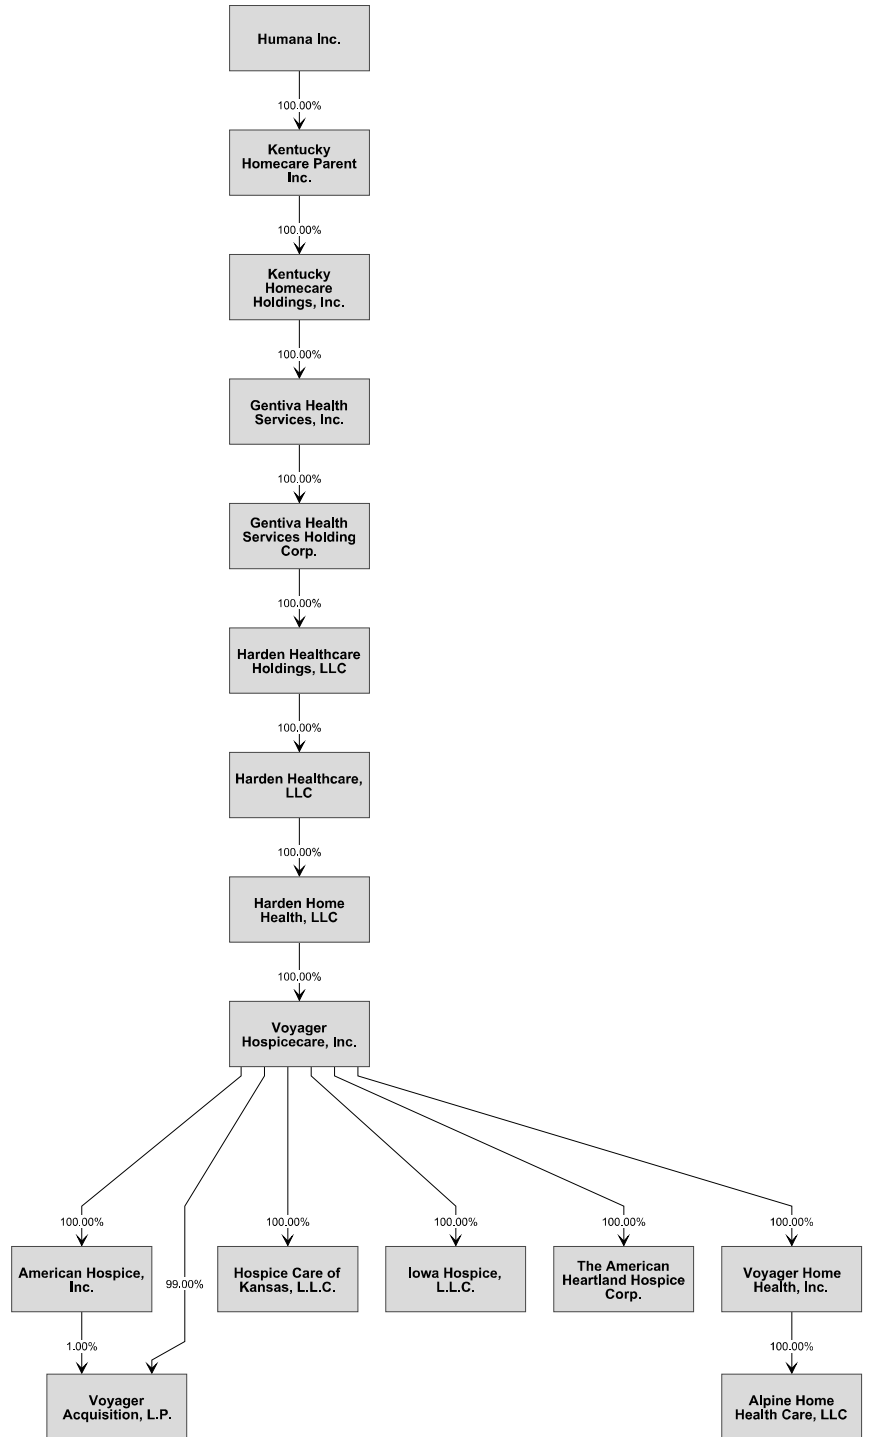 Humana Inc.
100.00%
Kentucky
Homecare Parent
Inc.
100.00%
Kentucky
Homecare
Holdings, Inc.
100.00%
Gentiva Health
Services, Inc.
100.00%
Gentiva Health
Services Holding
Corp.
100.00%
Harden Healthcare
Holdings, LLC
100.00%
Harden Healthcare,
LLC
100.00%
Harden Home
Health, LLC
100.00%
Voyager
Hospicecare, Inc.
100.00%
100.00%
100.00%
100.00%
100.00%
American Hospice,
Inc.
99.00%
Hospice Care of
Kansas, L.L.C.
Iowa Hospice,
L.L.C.
The American
Heartland Hospice
Corp.
Voyager Home
Health, Inc.
1.00%
100.00%
Voyager
Acquisition, L.P.
Alpine Home
Health Care, LLC